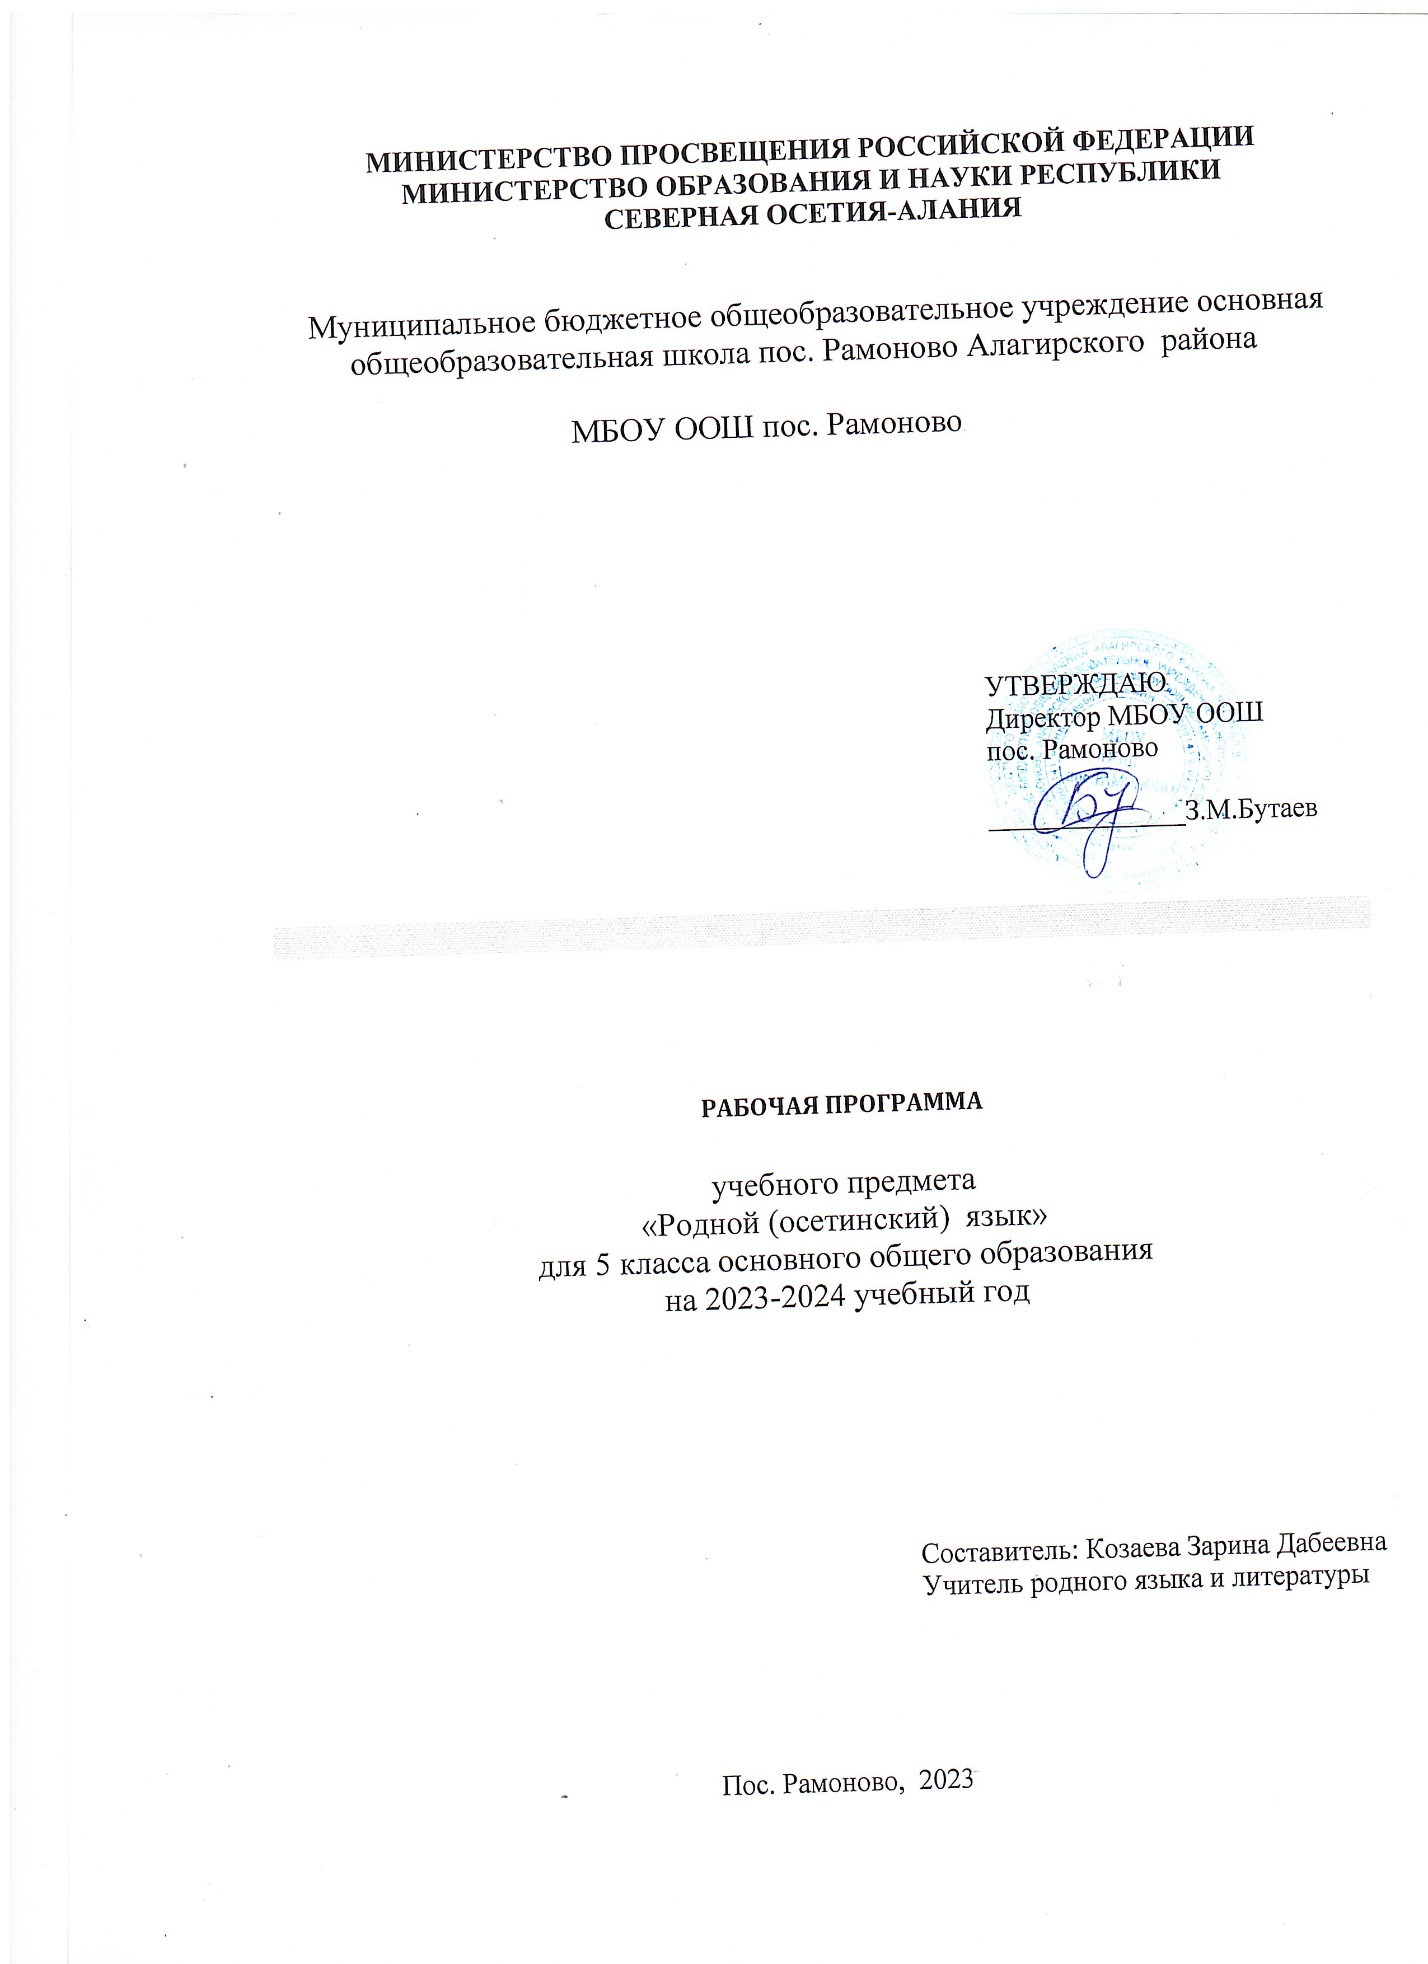 МИНИСТЕРСТВО ПРОСВЕЩЕНИЯ РОССИЙСКОЙ ФЕДЕРАЦИИ
МИНИСТЕРСТВО ОБРАЗОВАНИЯ И НАУКИ РЕСПУБЛИКИ
СЕВЕРНАЯ ОСЕТИЯ-АЛАНИЯ
Муниципальное бюджетное общеобразовательное учреждение основная
общеобразовательная школа пос. Рамоново Алагирского района
МБОУ ООШ пос. Рамоново
УТВЕРЖДАЮ
Директор МБОУ ООШ
пос. Рамоново
______________З.М.Бутаев
РАБОЧАЯ ПРОГРАММА
учебного предмета
«Родной (осетинский) язык»
для 5 класса основного общего образования
на 2023-2024 учебный год
Составитель: Козаева Зарина Дабеевна
Учитель родного языка и литературы
Пос. Рамоново, 2023